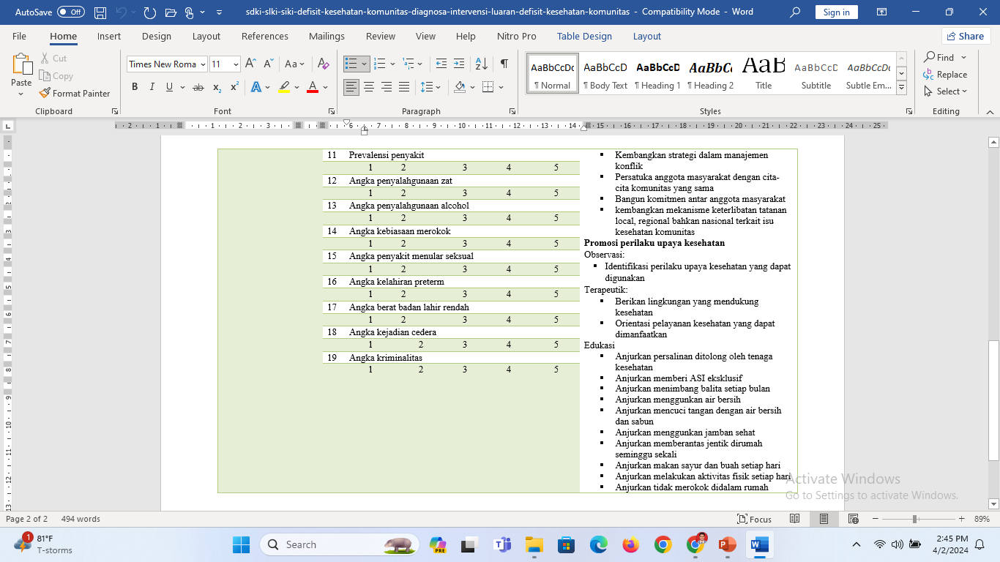 AutoSave Off
sdki-slki-siki-defisit-kesehatan-komunitas-diagnosa-intervensi-luaran-defisit-kesehatan-komunitas - Compatibility Mode - Word
Sign in
File Home Insert Design Layout References Mailings Review View Help Nitro Pro Table Design Layout
Share
Paste
Cut
Copy
Format Painter
Clipboard
Times New Roma 11
Font
Paragraph
AaBbCcDc AaBbCcD AaBbCcD AaBbCc AaB AaBbCcD AaBbCcDc
¶ Normal ¶ Body Text ¶ Heading 1 ¶ Heading 2 Title Subtitle Subtle Em...
Styles
Find
Replace
Select
Editing
11 Prevalensi penyakit
1 2 3 4 5
12 Angka penyalahgunaan zat
1 2 3 4 5
13 Angka penyalahgunaan alcohol
1 2 3 4 5
14 Angka kebiasaan merokok
1 2 3 4 5
15 Angka penyakit menular seksual
1 2 3 4 5
16 Angka kelahiran preterm
1 2 3 4 5
17 Angka berat badan lahir rendah
1 2 3 4 5
18 Angka kejadian cedera
1 2 3 4 5
19 Angka kriminalitas
1 2 3 4 5
▪ Kembangkan strategi dalam manajemen
konflik
▪ Persatuka anggota masyarakat dengan cita-
cita komunitas yang sama
▪ Bangun komitmen antar anggota masyarakat
▪ kembangkan mekanisme keterlibatan tatanan
local, regional bahkan nasional terkait isu
kesehatan komunitas
Promosi perilaku upaya kesehatan
Observasi:
▪ Identifikasi perilaku upaya kesehatan yang dapat
digunakan
Terapeutik:
▪ Berikan lingkungan yang mendukung
kesehatan
▪ Orientasi pelayanan kesehatan yang dapat
dimanfaatkan
Edukasi
▪ Anjurkan persalinan ditolong oleh tenaga
kesehatan
▪ Anjurkan memberi ASI eksklusif
▪ Anjurkan menimbang balita setiap bulan
▪ Anjurkan menggunkan air bersih
▪ Anjurkan mencuci tangan dengan air bersih
dan sabun
▪ Anjurkan menggunkan jamban sehat
▪ Anjurkan memberantas jentik dirumah
seminggu sekali
▪ Anjurkan makan sayur dan buah setiap hari
▪ Anjurkan melakukan aktivitas fisik setiap hari
▪ Anjurkan tidak merokok didalam rumah
Activate Windows
Go to Settings to activate Windows.
Page 2 of 2 494 words
Focus
89%
1
81°F
T-storms
Search
PRE
2:45 PM
4/2/2024